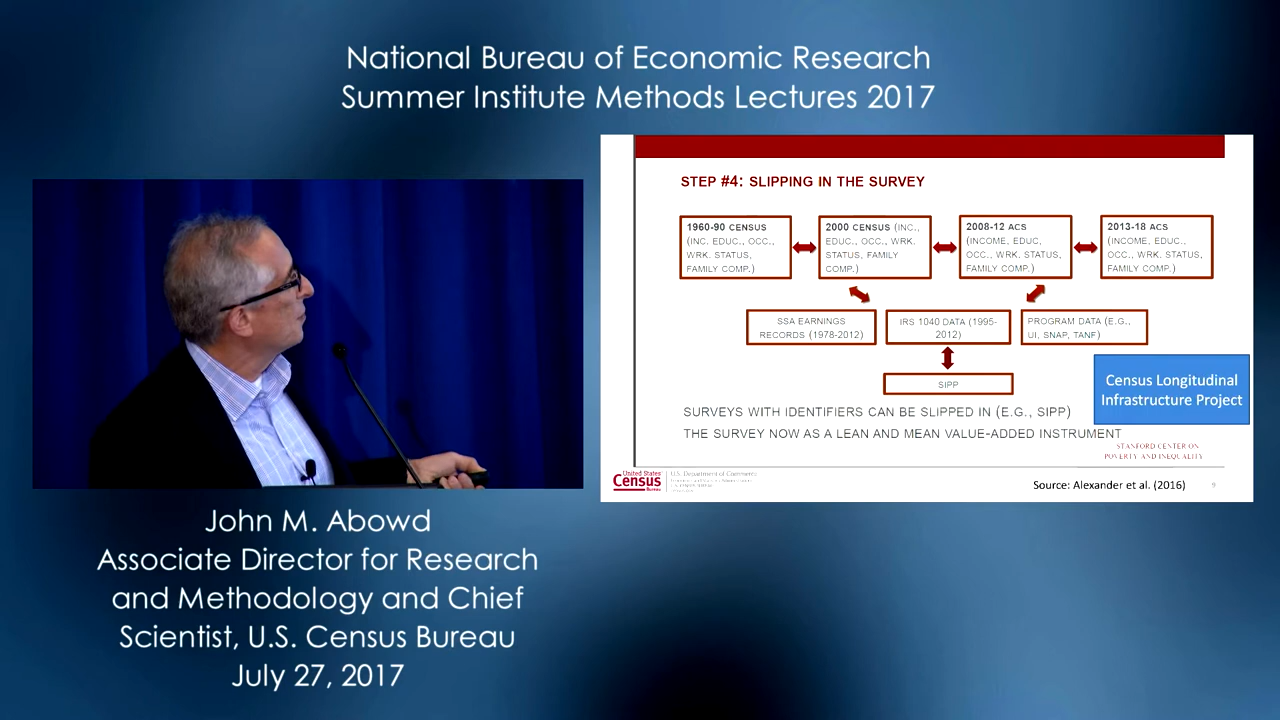 National Bureau of Economic Research
Summer Institute Methods Lectures 2017
STEP #4: SLIPPING IN THE SURVEY
1960-90 CENSUS
(INC. EDUC., OCC.,
WRK. STATUS,
FAMILY COMP.)
2000 CENSUS (INC.,
EDUC., OCC., WRK.
STATUS, FAMILY
COMP.)
2008-12 ACS
(INCOME, EDUC,
OCC., WRK. STATUS,
FAMILY COMP.)
2013-18 ACS
(INCOME, EDUC.,
OCC., WRK. STATUS,
FAMILY COMP.)
SSA EARNINGS
RECORDS (1978-2012)
IRS 1040 DATA (1995-
2012)
PROGRAM DATA (E.G.,
UI, SNAP, TANF)
SIPP
Census Longitudinal
Infrastructure Project
SURVEYS WITH IDENTIFIERS CAN BE SLIPPED IN (E.G., SIPP)
THE SURVEY NOW AS A LEAN AND MEAN VALUE-ADDED INSTRUMENT
STANFORD CENTER ON
POVERTY AND INEQUALITY
United States
Census
Bureau
U.S. Department of Commerce
Source: Alexander et al. (2016)
9
John M. Abowd
Associate Director for Research
and Methodology and Chief
Scientist, U.S. Census Bureau
July 27, 2017